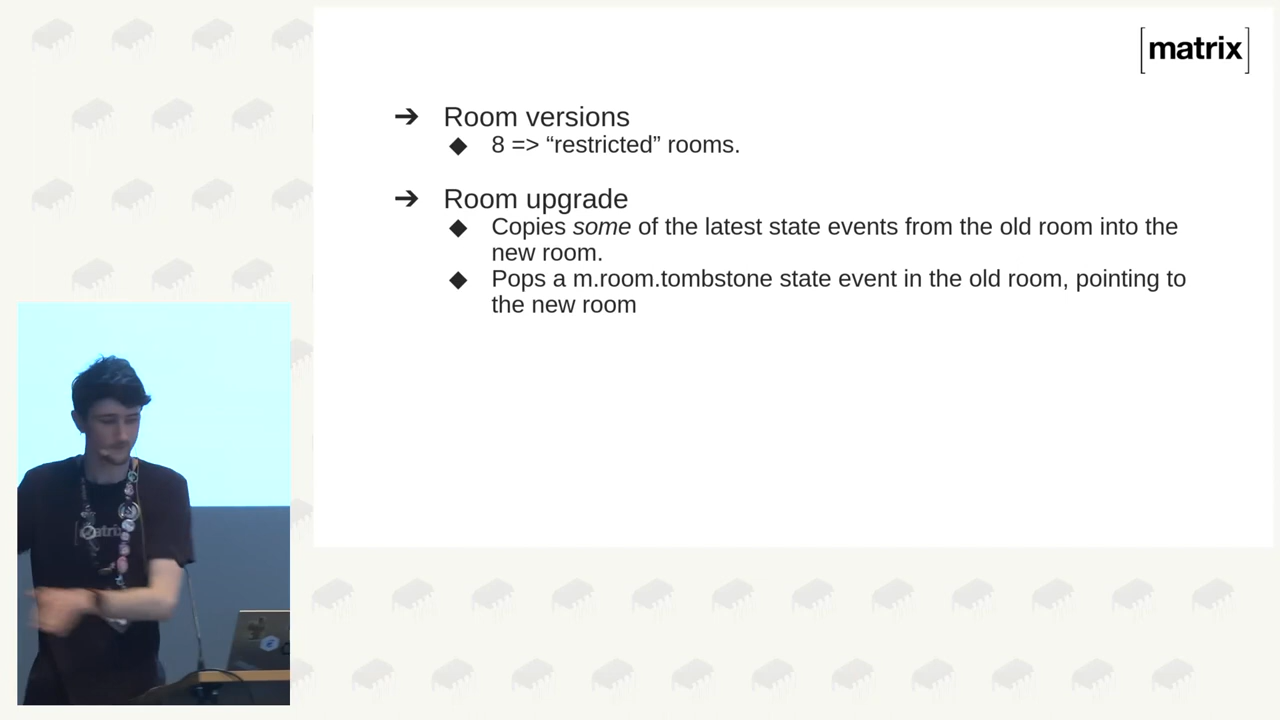 [matrix]
➔ Room versions
◆ 8 => “restricted” rooms.
➔ Room upgrade
◆ Copies some of the latest state events from the old room into the
new room.
◆ Pops a m.room.tombstone state event in the old room, pointing to
the new room